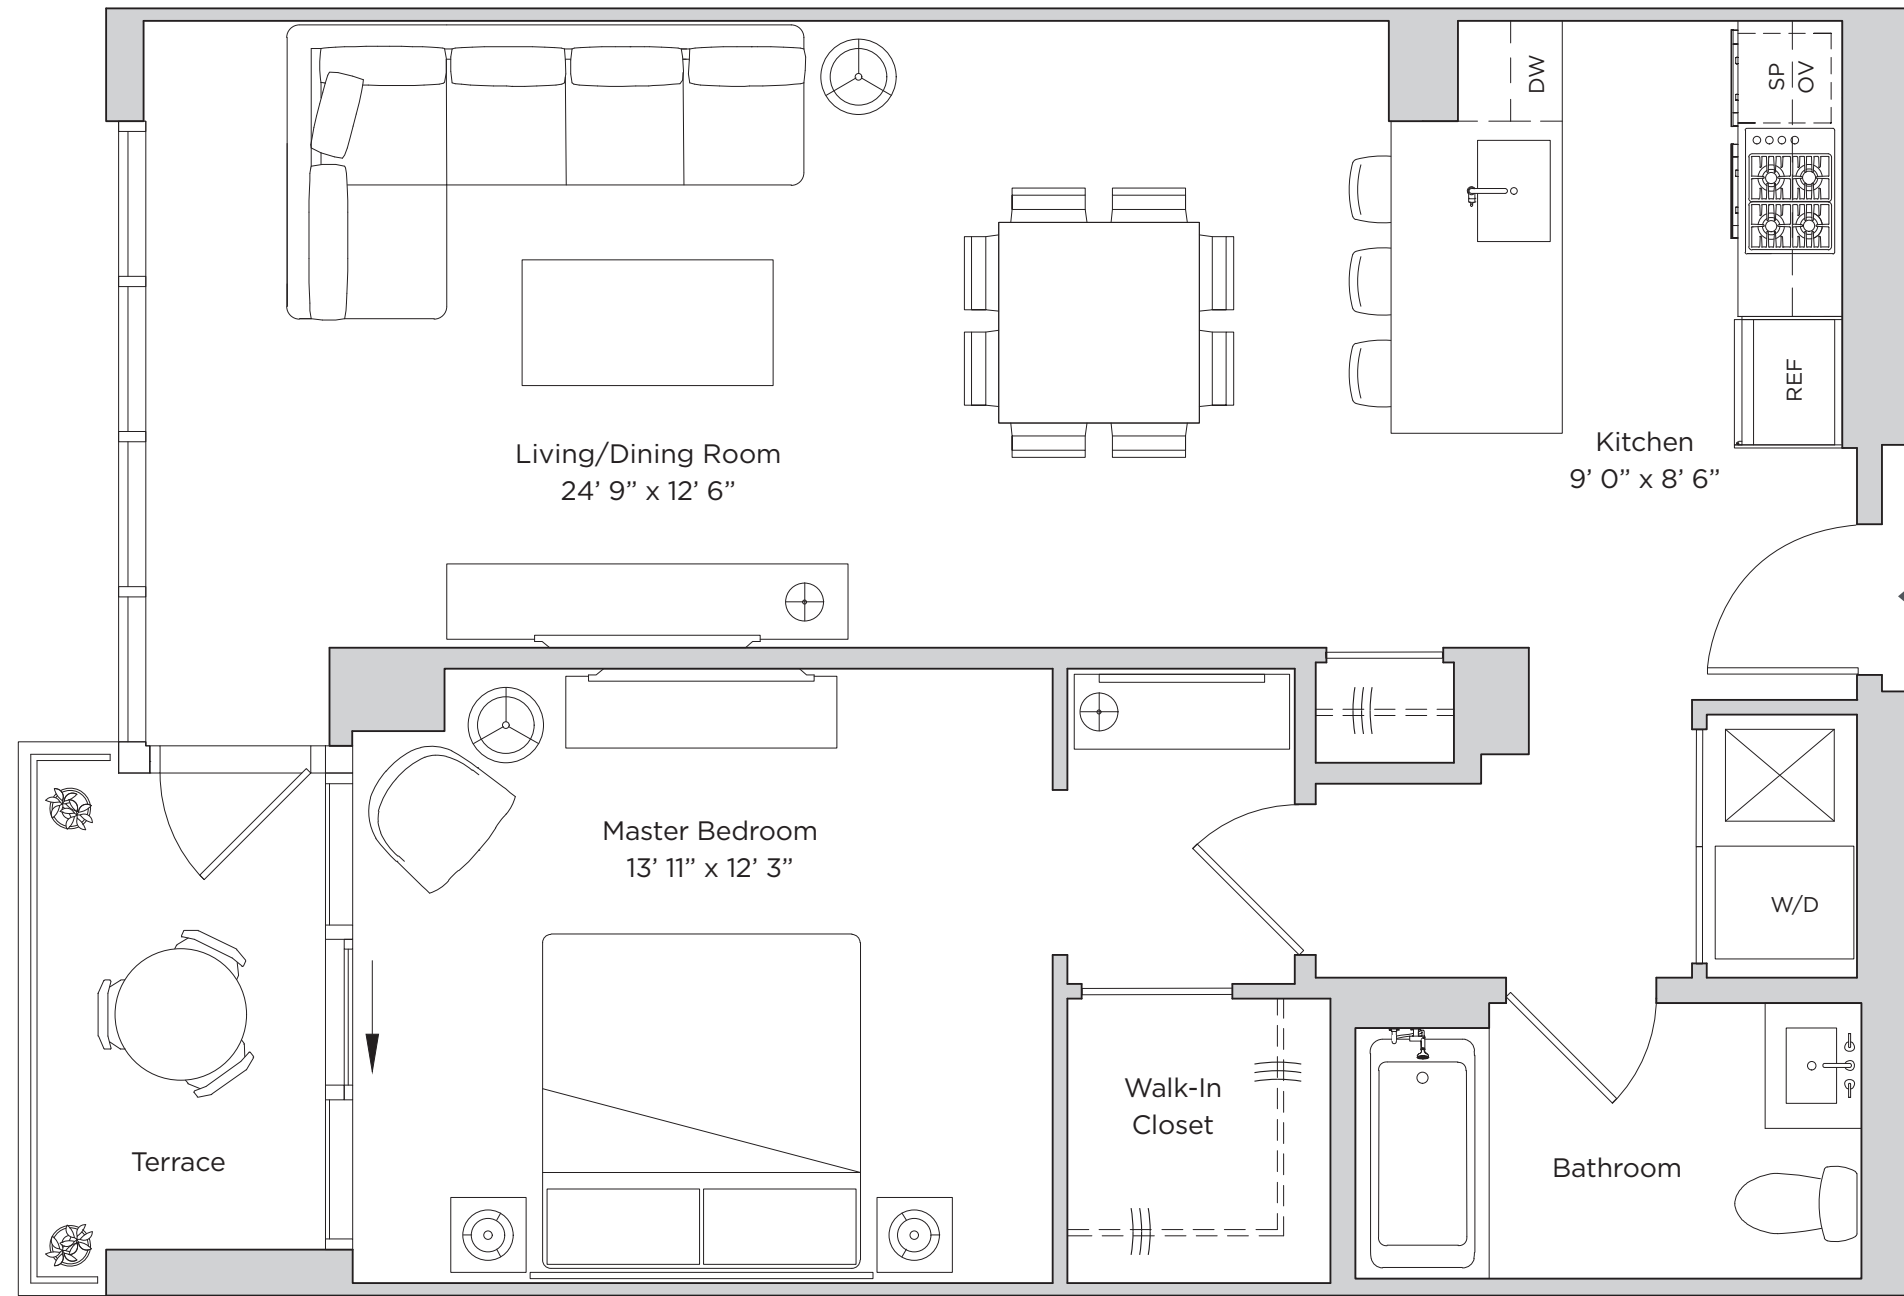 DW
SP
OV
REF
Living/Dining Room
24’ 9” x 12’ 6”
Kitchen
9’ 0” x 8’ 6”
Master Bedroom
13’ 11” x 12’ 3”
W/D
Walk-In
Closet
Terrace
Bathroom